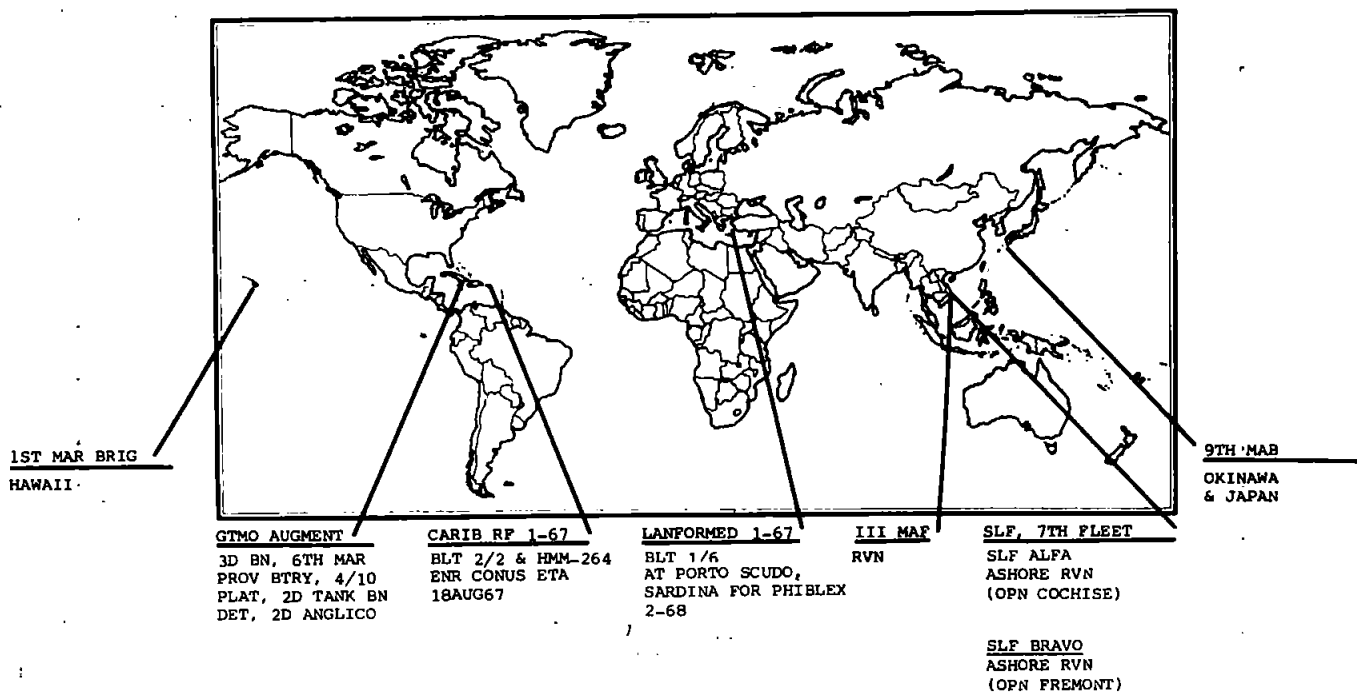 1ST MAR BRIG
HAWAII
GTMO AUGMENT
3D BN, 6TH MAR
PROV BTRY, 4/10
PLAT, 2D TANK BN
DET, 2D ANGLICO
CARIB RF 1-67
BLT 2/2 & HMM-264
ENR CONUS ETA
18AUG67
LANFORMED 1-67
BLT 1/6
AT PORTO SCUDO,
SARDINA FOR PHIBLEX
2-68
III MAF
RVN
SLF, 7TH FLEET
SLF ALFA
ASHORE RVN
(OPN COCHISE)
SLF BRAVO
ASHORE RVN
(OPN FREMONT)
9TH MAB
OKINAWA
& JAPAN